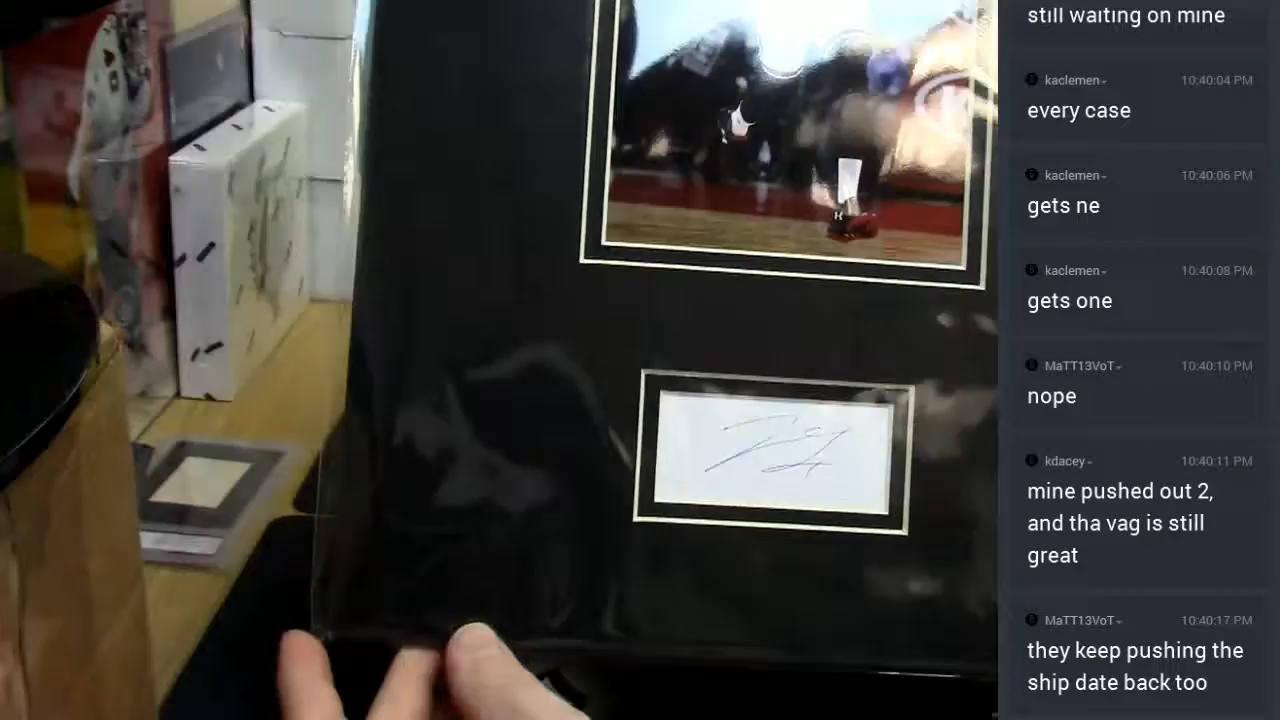 still waiting on mine
kaclemen
10:40:04 PM
every case
kaclemen
10:40:06 PM
gets ne
kaclemen
10:40:08 PM
gets one
MaTT13VoT
10:40:10 PM
nope
kdacey
10:40:11 PM
mine pushed out 2,
and tha vag is still
great
MaTT13VoT
10:40:17 PM
they keep pushing the
ship date back too